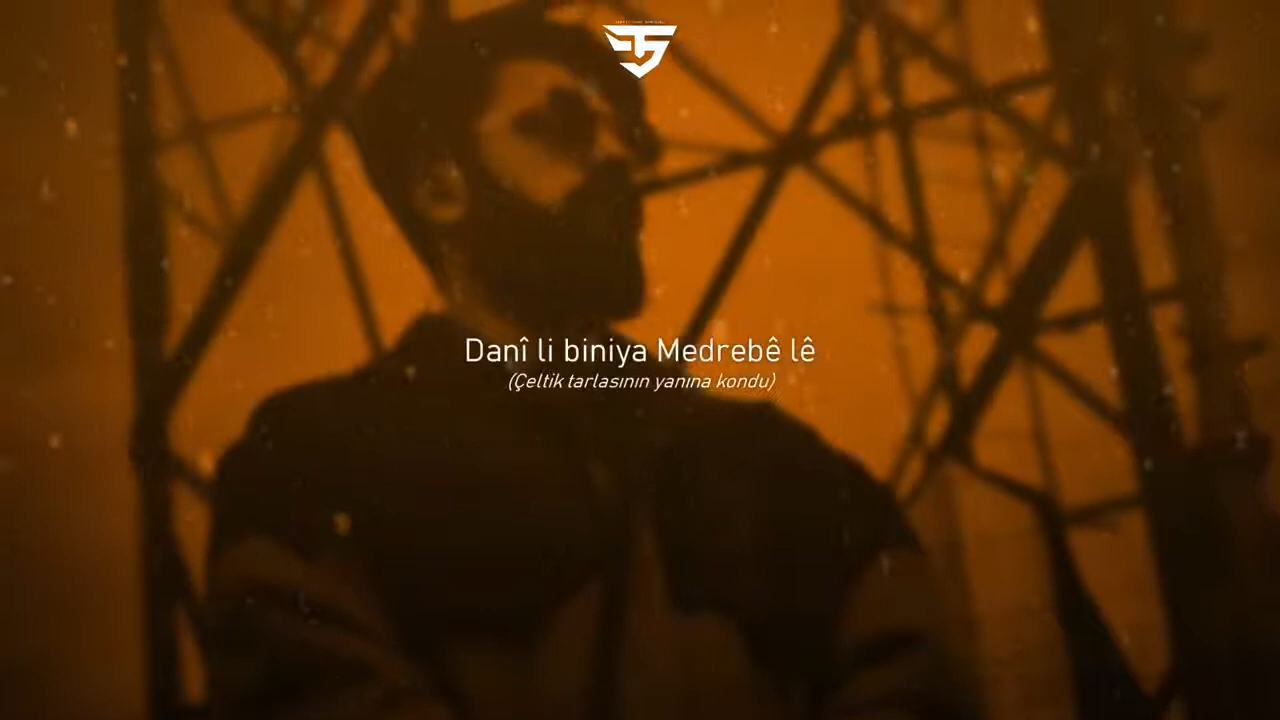 Danî li biniya Medrebê lê
(Çeltik tarlasının yanına kondu)